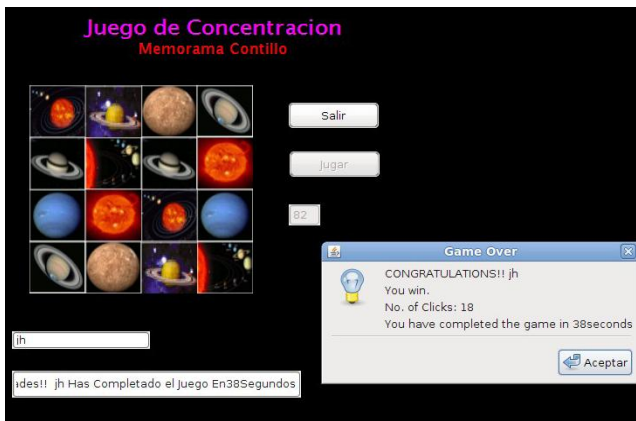 Juego de Concentracion
Memorama Contillo
Salir
Jugar
82
Game Over
CONGRATULATIONS!! jh
You win.
No. of Clicks: 18
You have completed the game in 38seconds
Aceptar
jh
ades!! jh Has Completado el Juego En38Segundos